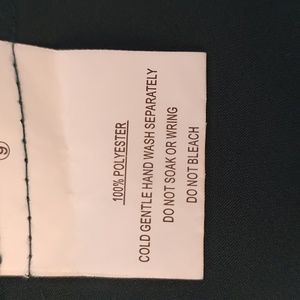 100% POLYESTER
COLD GENTLE HAND WASH SEPARATELY
DO NOT SOAK OR WRING
DO NOT BLEACH